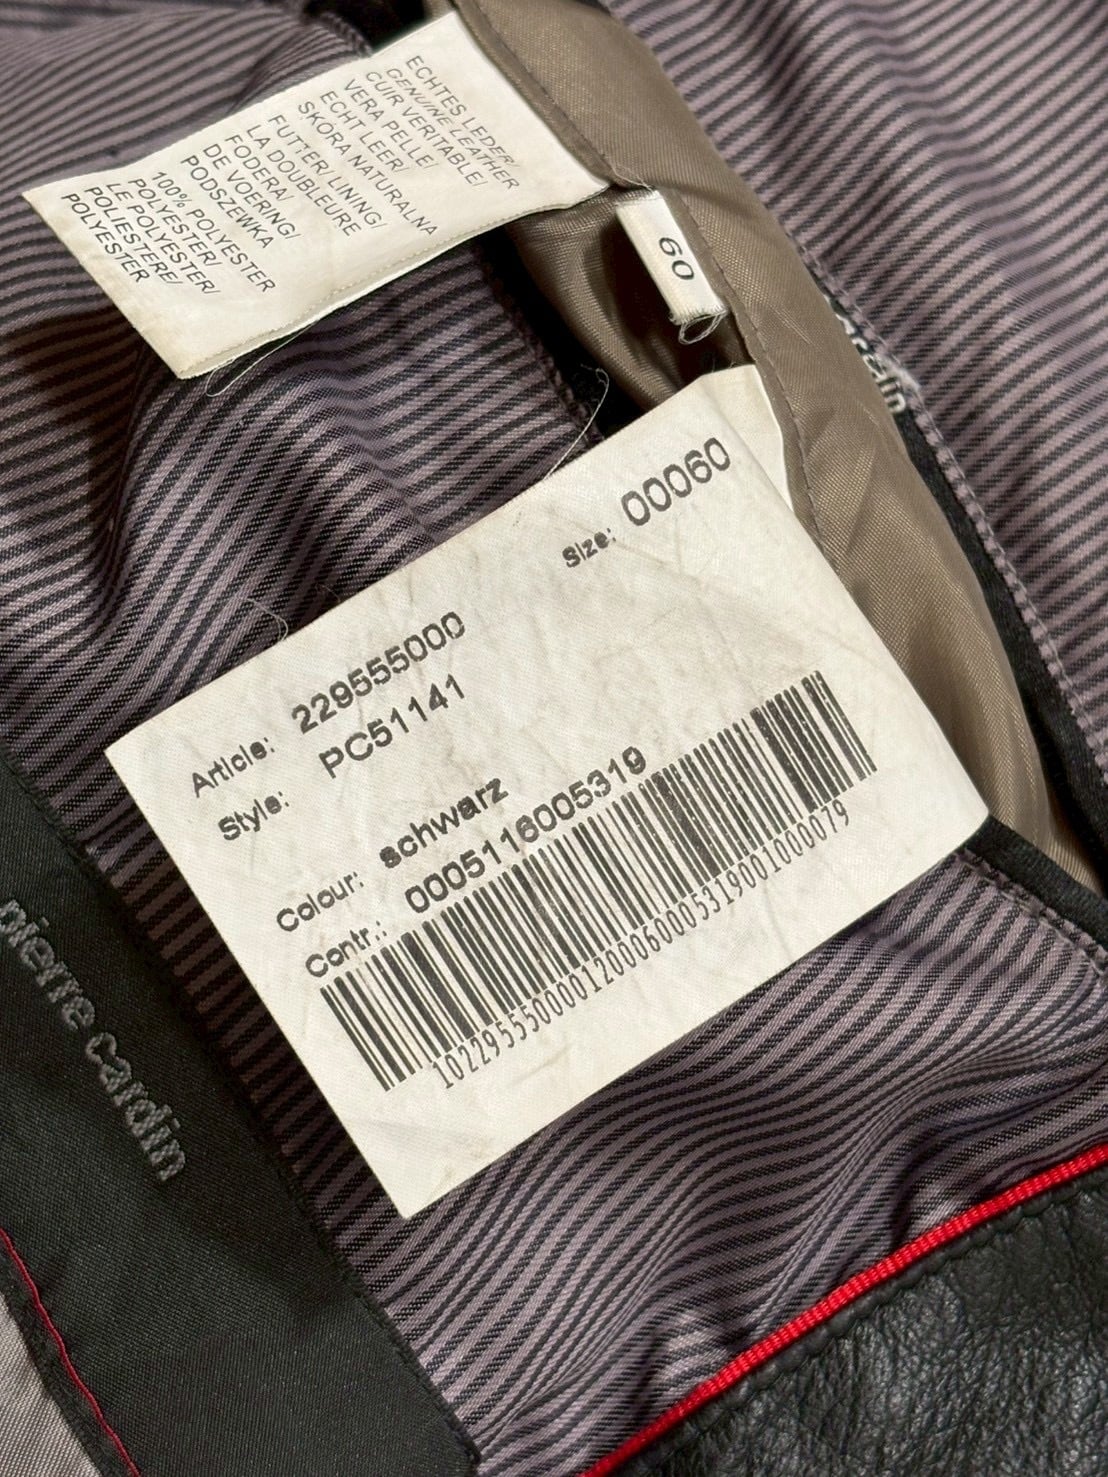 ECHTES LEDER/
GENUINE LEATHER
CUIR VERITABLE/
VERA PELLE/
ECHT LEER/
SKORA NATURALNA
FUTTER/ LINING/
LA DOUBLEURE
FODERA/
DE VOERING/
PODSZEWKA
100% POLYESTER
POLYESTER/
LE POLYESTER/
POLIESTERE/
POLYESTER
60
Size: 00060
Article: 229555000
Style: PC51141
Colour: schwarz
Contr.: 0005116005319
1022955500001200060005319001000079
pierre cardin